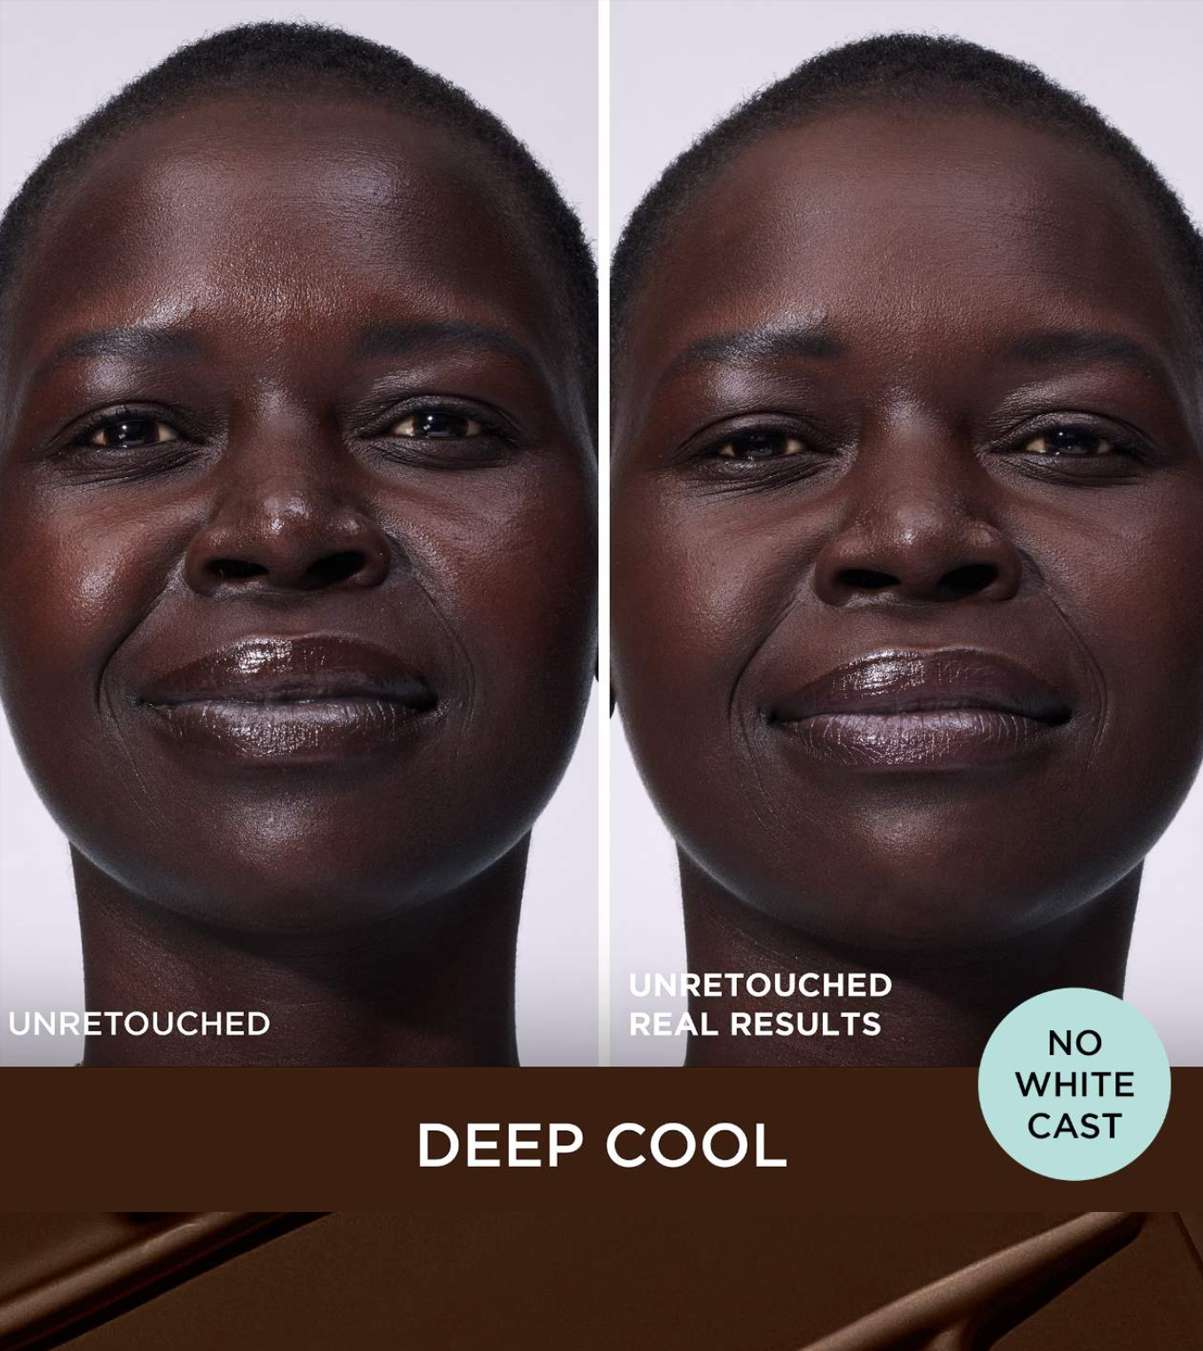 UNRETOUCHED
UNRETOUCHED
REAL RESULTS
NO
WHITE
CAST
DEEP COOL